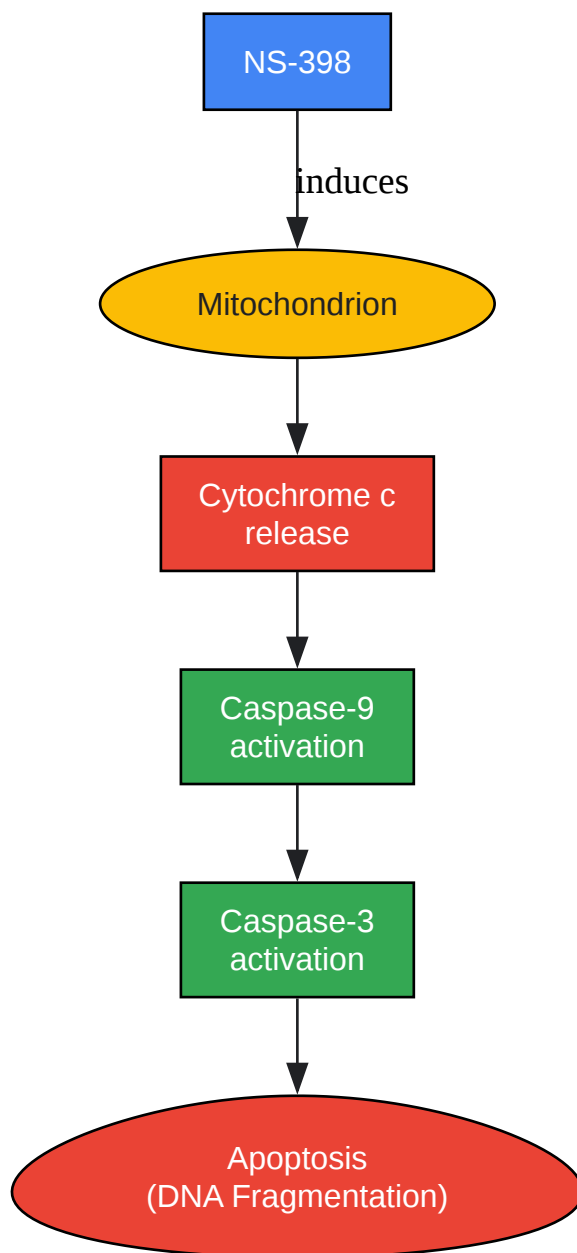 NS-398
induces
Mitochondrion
Cytochrome c
release
Caspase-9
activation
Caspase-3
activation
Apoptosis
(DNA Fragmentation)